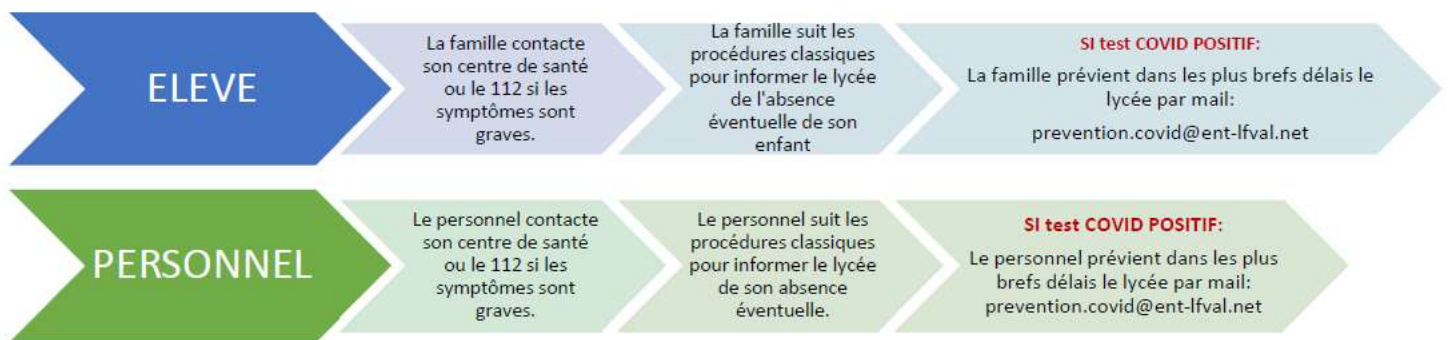 ELEVE
La famille contacte
son centre de santé
ou le 112 si les
symptômes sont
graves.
La famille suit les
procédures classiques
pour informer le lycée
de l'absence
éventuelle de son
enfant
SI test COVID POSITIF:
La famille prévient dans les plus brefs délais le
lycée par mail:
prevention.covid@ent-lfval.net
PERSONNEL
Le personnel contacte
son centre de santé
ou le 112 si les
symptômes sont
graves.
Le personnel suit les
procédures classiques
pour informer le lycée
de son absence
éventuelle.
SI test COVID POSITIF:
Le personnel prévient dans les plus
brefs délais le lycée par mail:
prevention.covid@ent-lfval.net